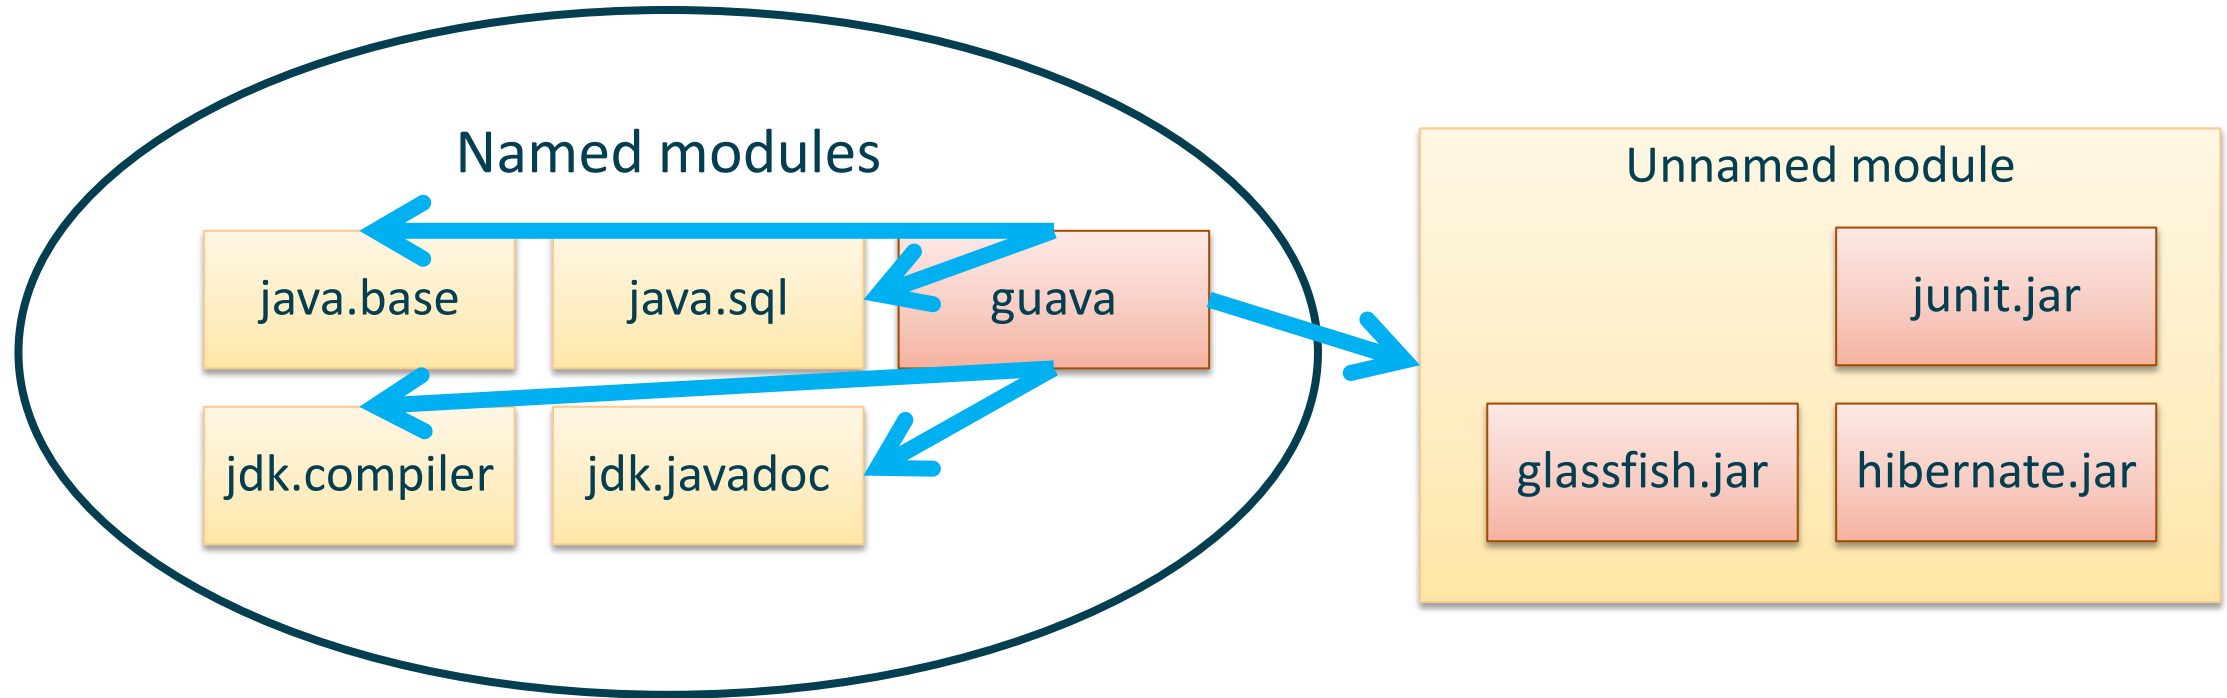 Named modules
java.base
java.sql
guava
jdk.compiler
jdk.javadoc
Unnamed module
junit.jar
glassfish.jar
hibernate.jar